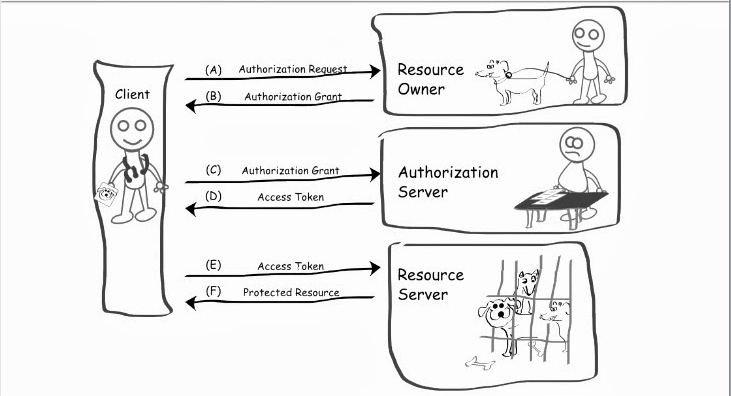 Client
(A) Authorization Request
(B) Authorization Grant
Resource
Owner
(C) Authorization Grant
(D) Access Token
Authorization
Server
(E) Access Token
(F) Protected Resource
Resource
Server